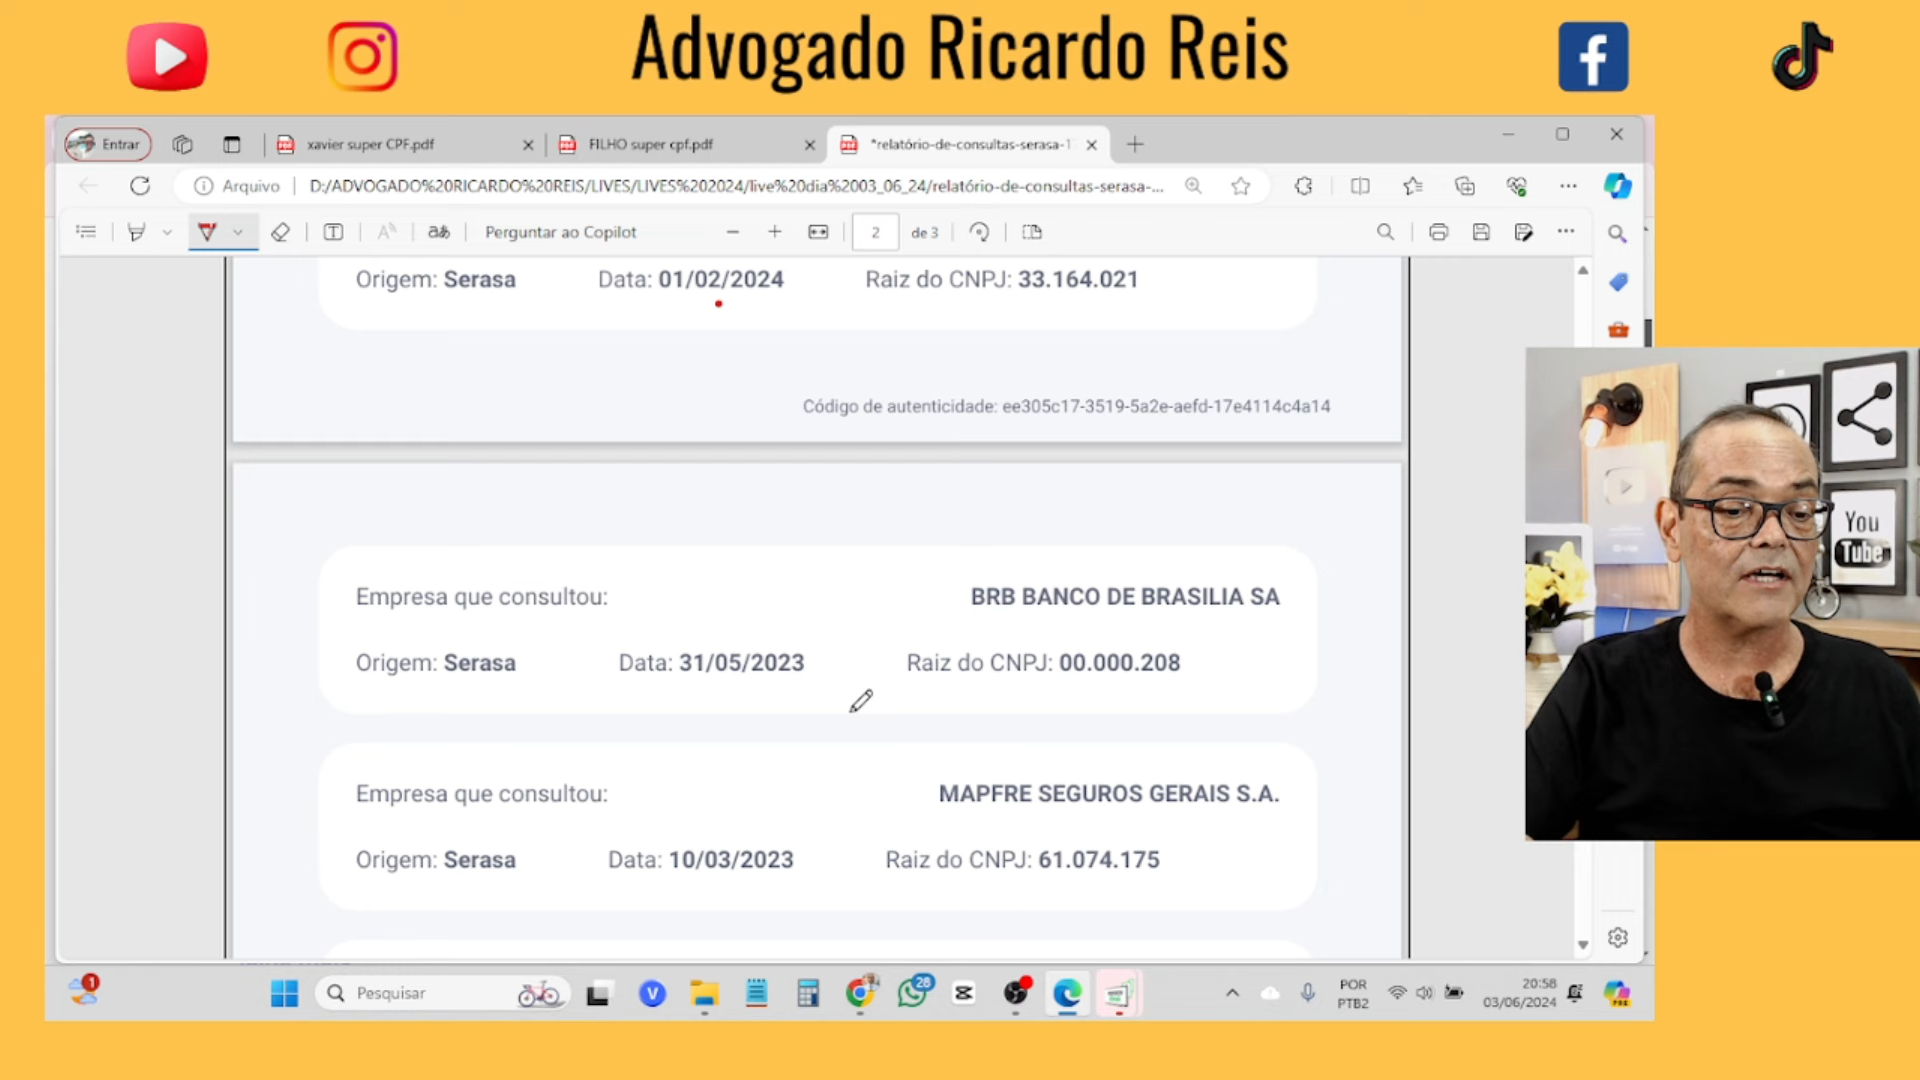 Advogado Ricardo Reis
Entrar
xavier super CPF.pdf
FILHO super cpf.pdf
*relatório-de-consultas-serasa-1
Arquivo
D:/ADVOGADO%20RICARDO%20REIS/LIVES/LIVES%202024/live%20dia%2003_06_24/relatório-de-consultas-serasa-...
Perguntar ao Copilot
2
de 3
Origem: Serasa Data: 01/02/2024 Raiz do CNPJ: 33.164.021
Código de autenticidade: ee305c17-3519-5a2e-aefd-17e4114c4a14
Empresa que consultou: BRB BANCO DE BRASILIA SA
Origem: Serasa Data: 31/05/2023 Raiz do CNPJ: 00.000.208
Empresa que consultou: MAPFRE SEGUROS GERAIS S.A.
Origem: Serasa Data: 10/03/2023 Raiz do CNPJ: 61.074.175
You
Tube
1
Pesquisar
28
POR
PTB2
20:58
03/06/2024